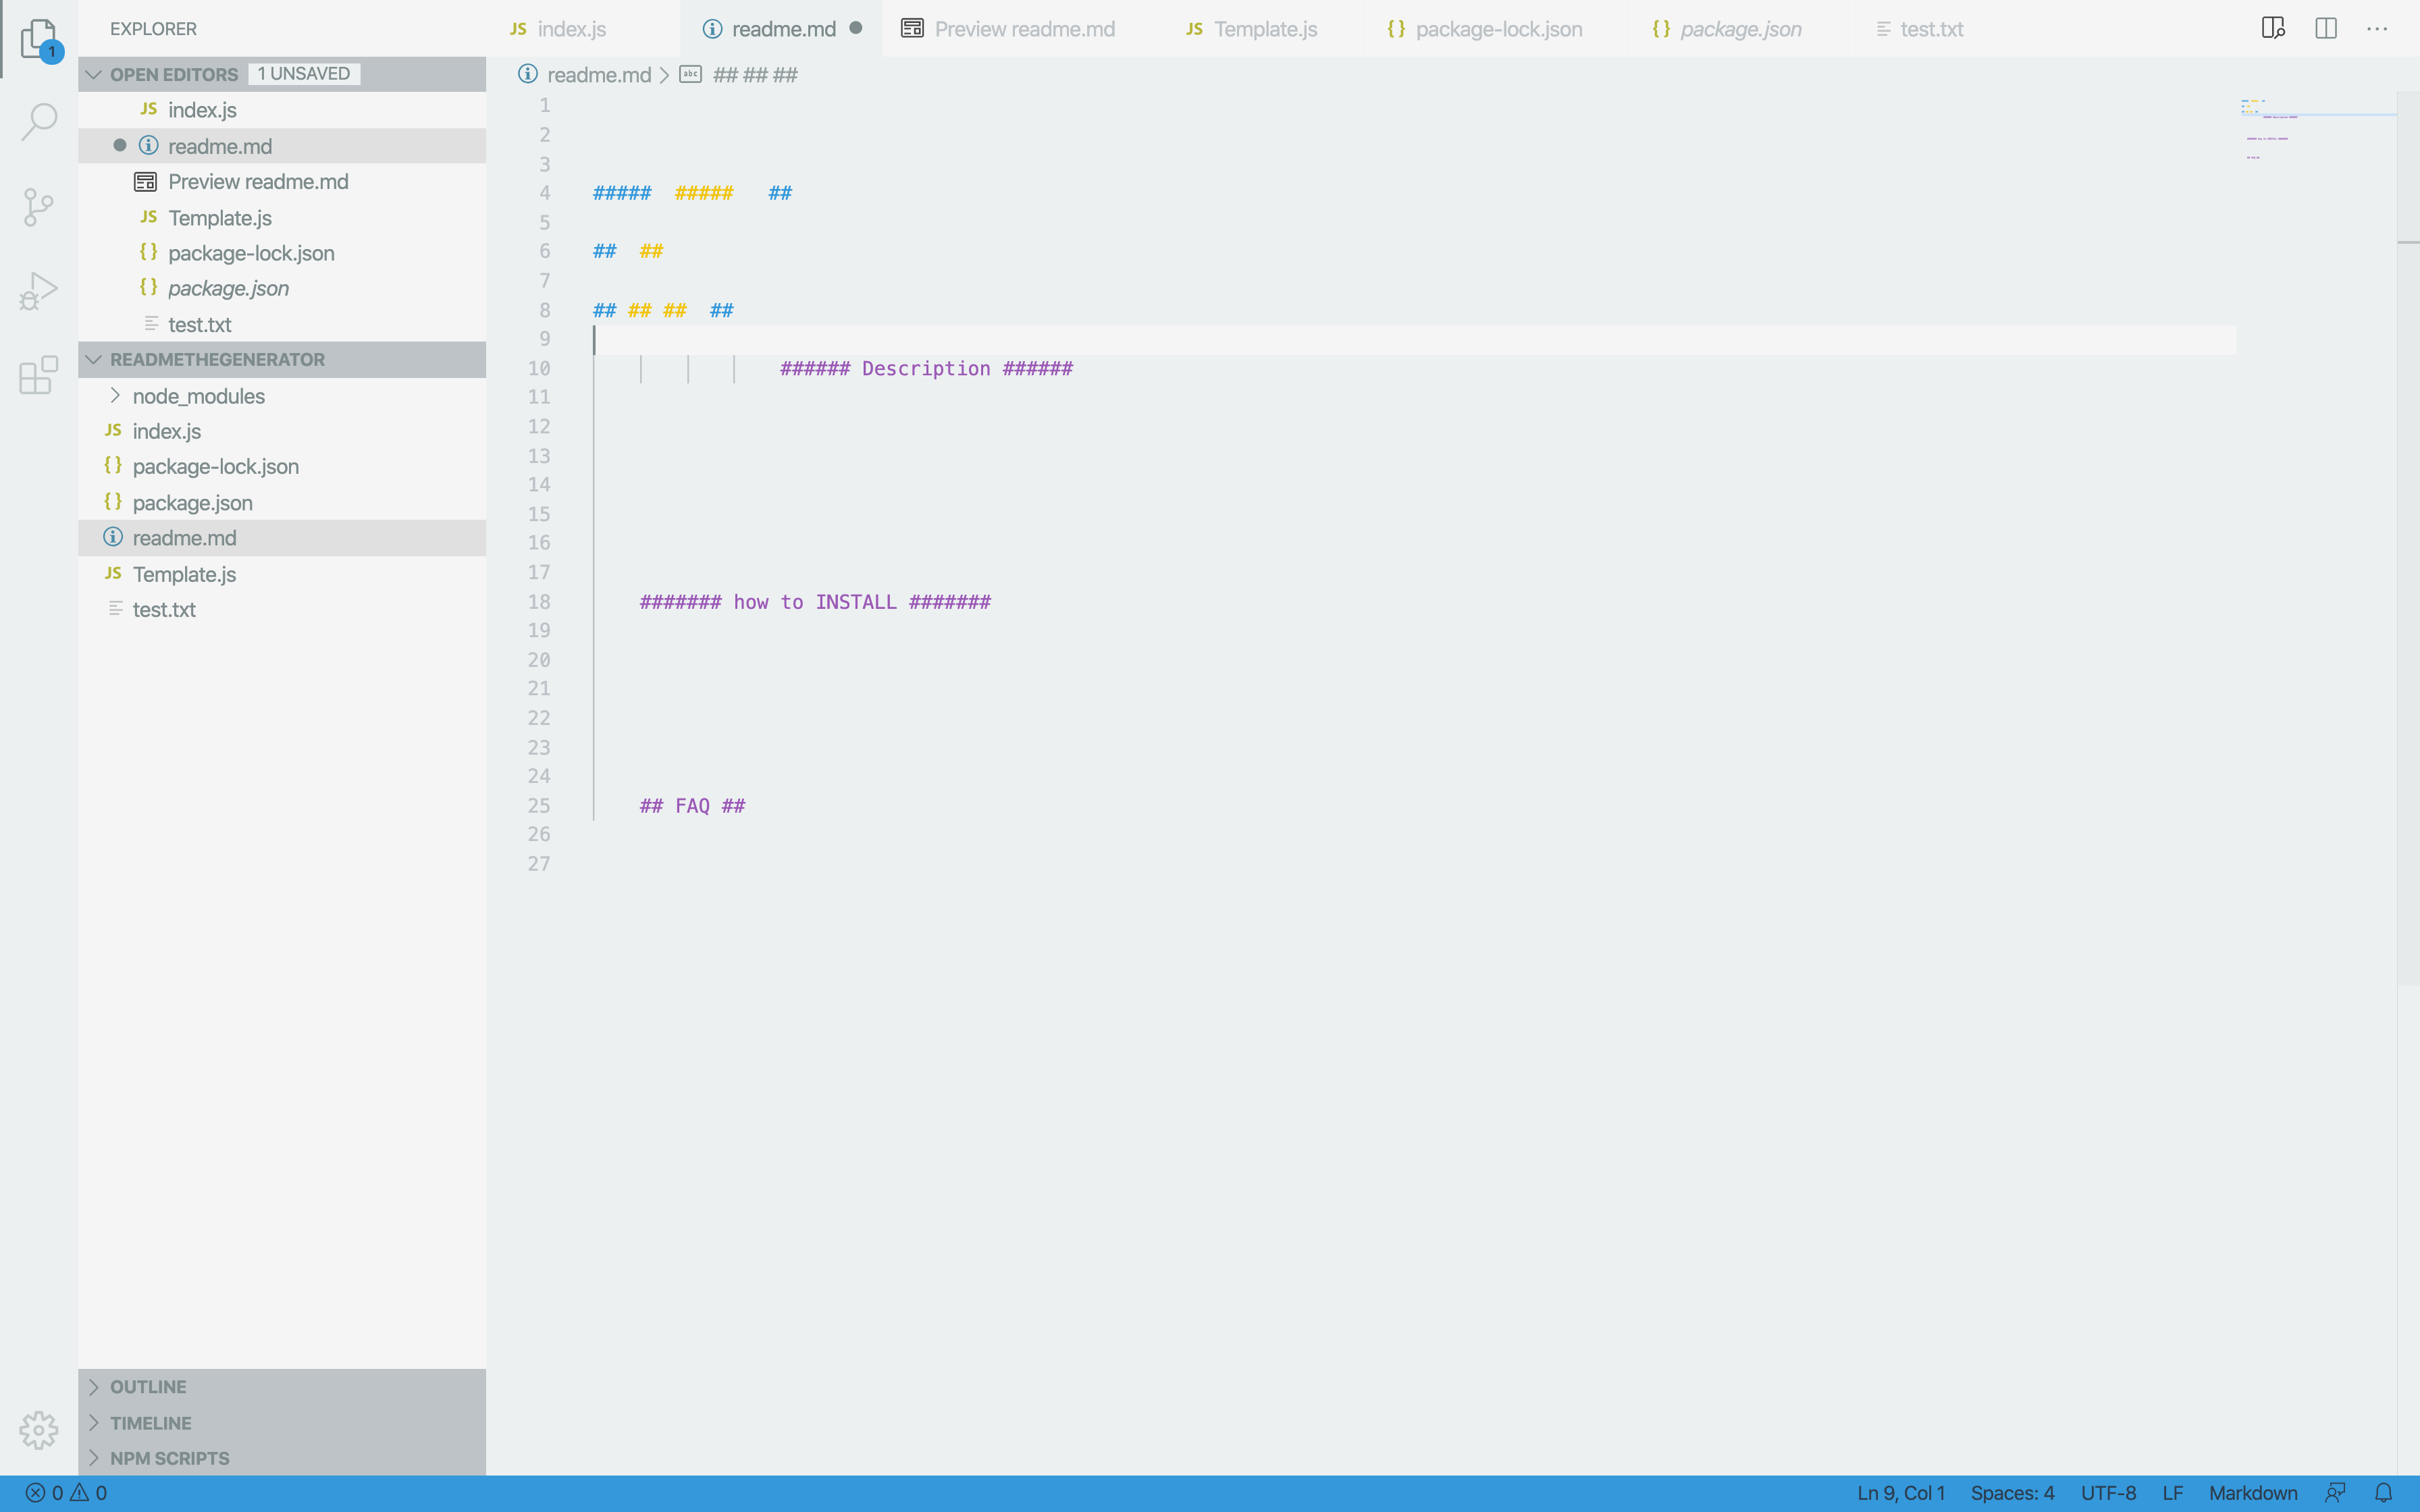 EXPLORER
JS index.js
readme.md
Preview readme.md
JS Template.js
{} package-lock.json
{} package.json
test.txt
OPEN EDITORS 1 UNSAVED
JS index.js
readme.md
Preview readme.md
JS Template.js
{} package-lock.json
{} package.json
test.txt
READMETHEGENERATOR
node_modules
JS index.js
{} package-lock.json
{} package.json
readme.md
JS Template.js
test.txt
OUTLINE
TIMELINE
NPM SCRIPTS
1
readme.md > abc ## ## ##
1
2
3
4 #####  #####   ##
5
6 ##  ##
7
8 ## ## ##  ##
9
10 ###### Description ######
11
12
13
14
15
16
17
18 ####### how to INSTALL #######
19
20
21
22
23
24
25 ## FAQ ##
26
27
0 0
Ln 9, Col 1 Spaces: 4 UTF-8 LF Markdown